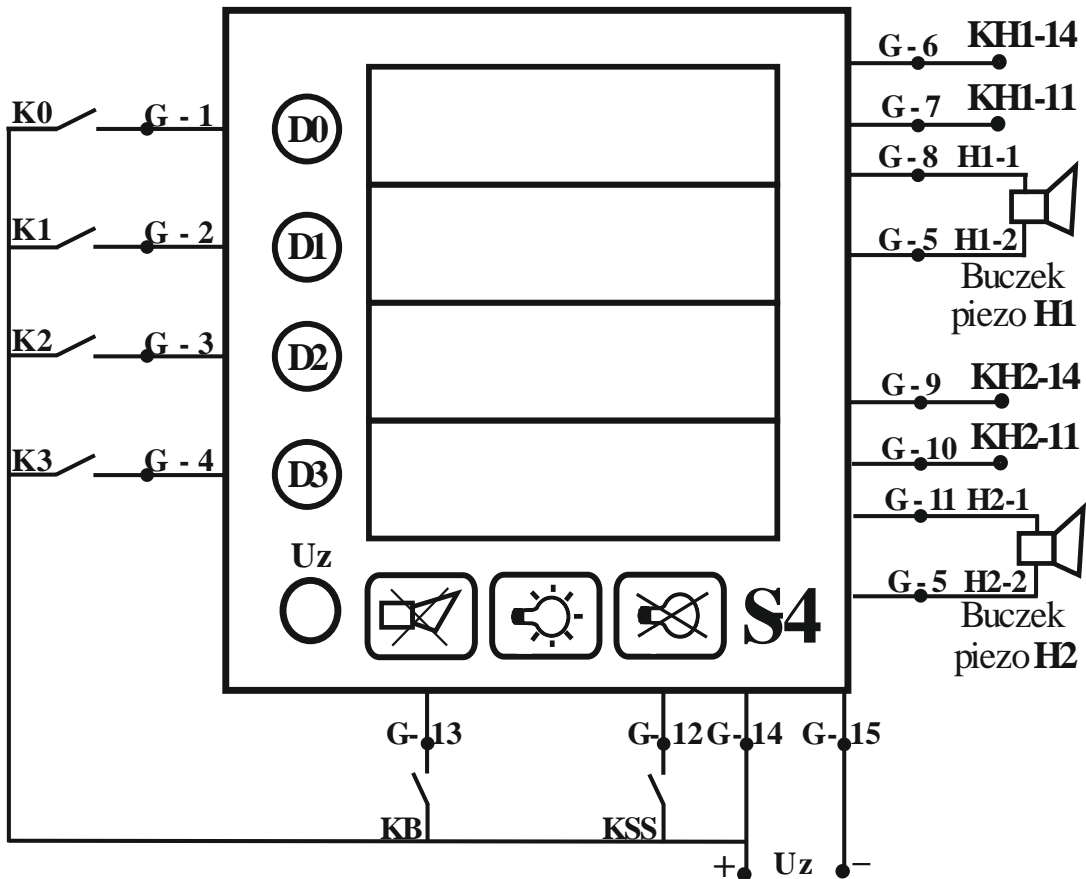 KH1-14
G - 6
KH1-11
K0 G - 1
G - 7
D0
G - 8 H1-1
K1 G - 2
G - 5 H1-2
D1
Buczek
piezo H1
K2 G - 3
D2
G - 9 KH2-14
K3 G - 4
G - 10 KH2-11
D3
G - 11 H2-1
Uz
G - 5 H2-2
S4
Buczek
piezo H2
G- 13 G- 12 G- 14 G- 15
KB KSS
+ Uz −